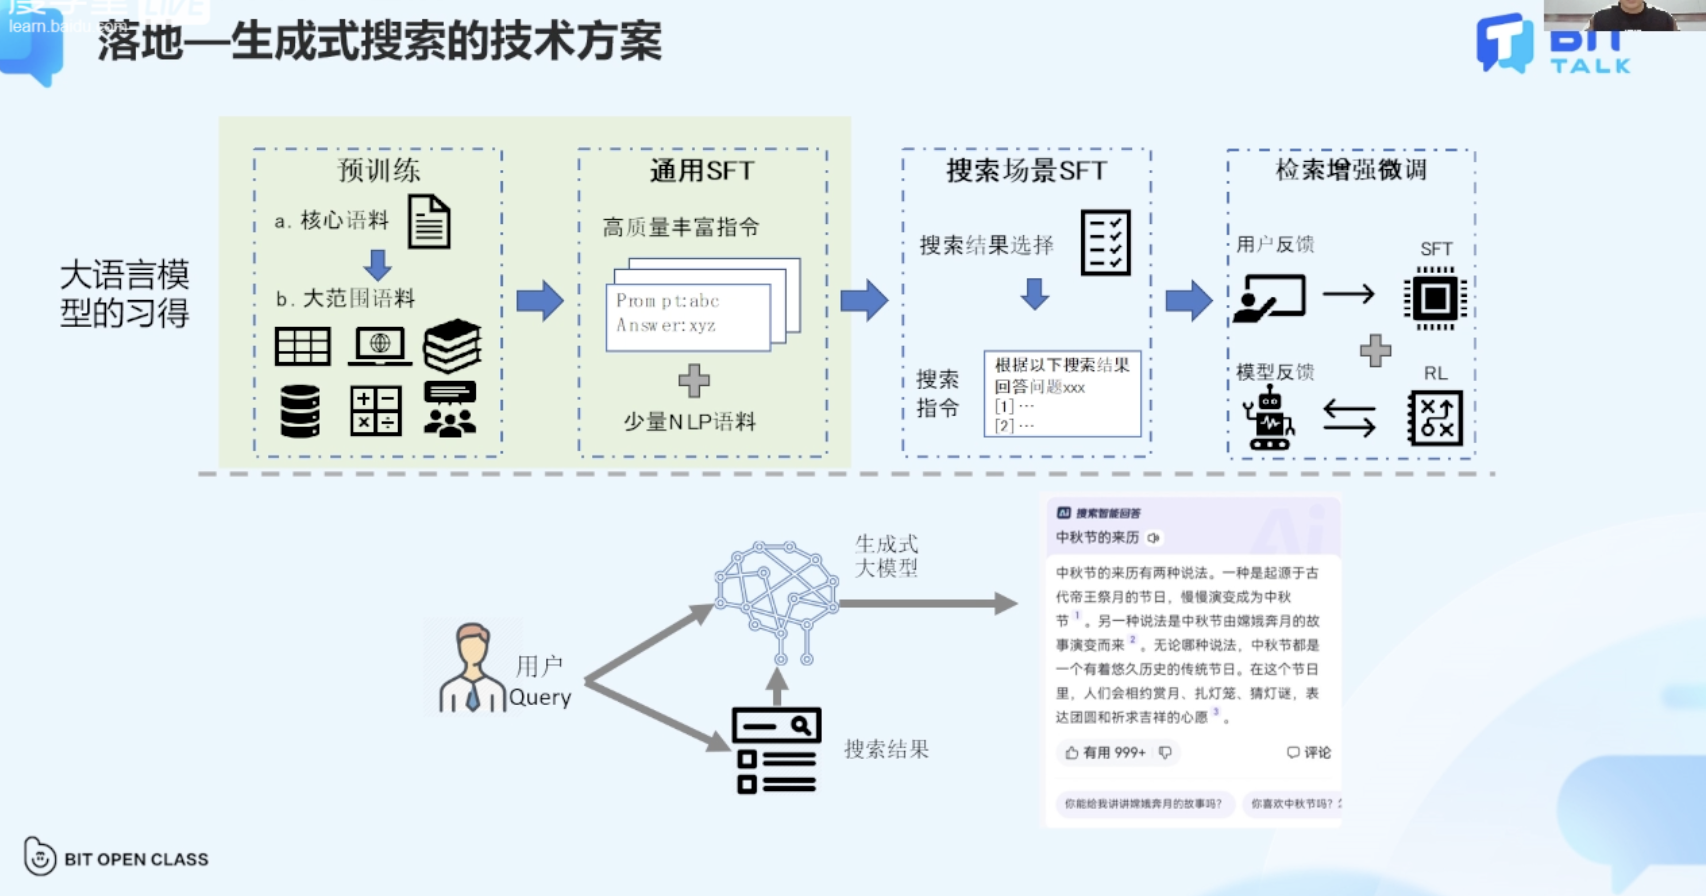 LIVE
learn.baidu.com
落地—生成式搜索的技术方案
BIT
TALK
大语言模
型的习得
预训练
a. 核心语料
b. 大范围语料
通用SFT
高质量丰富指令
Prompt:abc
Answer:xyz
少量NLP语料
搜索场景SFT
搜索结果选择
搜索
指令
根据以下搜索结果
回答问题xxx
[1]…
[2]…
检索增强微调
用户反馈
SFT
模型反馈
RL
用户
Query
生成式
大模型
搜索结果
Ai 搜索智能回答
Ai
中秋节的来历
中秋节的来历有两种说法。一种是起源于古
代帝王祭月的节日，慢慢演变成为中秋
节1。另一种说法是中秋节由嫦娥奔月的故
事演变而来2。无论哪种说法，中秋节都是
一个有着悠久历史的传统节日。在这个节日
里，人们会相约赏月、扎灯笼、猜灯谜，表
达团圆和祈求吉祥的心愿3。
有用 999+
评论
你能给我讲讲嫦娥奔月的故事吗？
你喜欢中秋节吗？
BIT OPEN CLASS